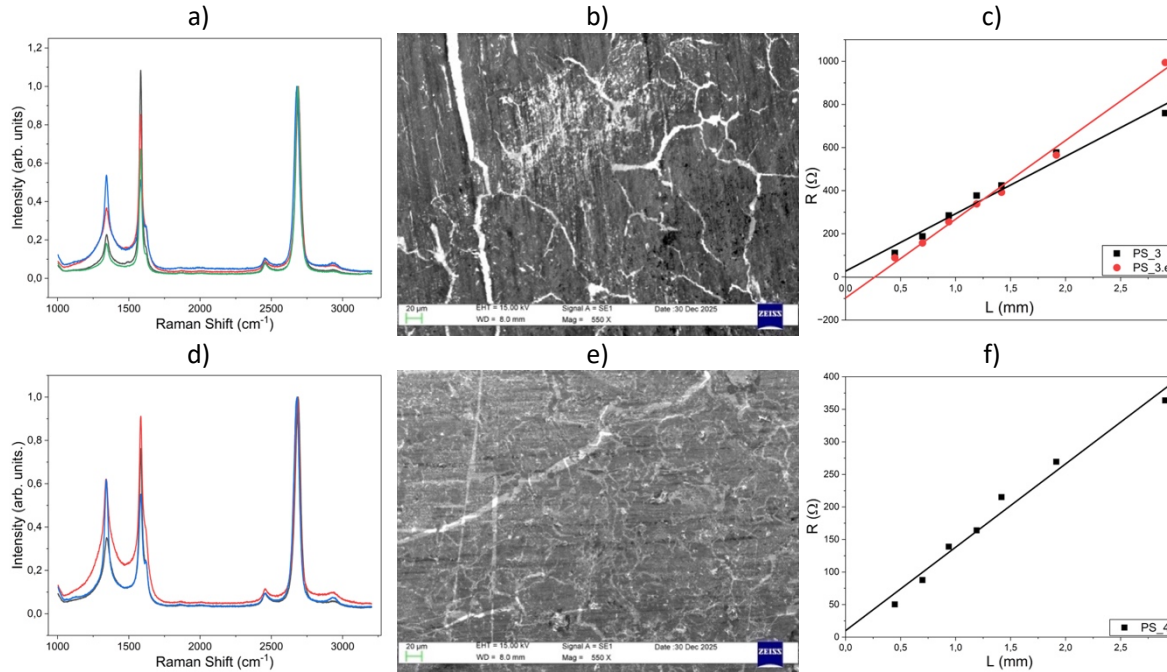 a)
b)
c)
1,2
1,0
0,8
0,6
0,4
0,2
0,0
Intensity (arb. units)
1000 1500 2000 2500 3000
Raman Shift (cm⁻¹)
20 µm
EHT = 15.00 kV
WD = 8.0 mm
Signal A = SE1
Mag = 550 X
Date :30 Dec 2025
ZEISS
1000
800
600
400
200
0
−200
R (Ω)
0,0 0,5 1,0 1,5 2,0 2,5
L (mm)
PS_3
PS_3.e
d)
e)
f)
1,0
0,8
0,6
0,4
0,2
0,0
Intensity (arb. units.)
1000 1500 2000 2500 3000
Raman Shift (cm⁻¹)
20 µm
EHT = 15.00 kV
WD = 8.0 mm
Signal A = SE1
Mag = 550 X
Date :30 Dec 2025
ZEISS
400
350
300
250
200
150
100
50
0
R (Ω)
0,0 0,5 1,0 1,5 2,0 2,5
L (mm)
PS_4